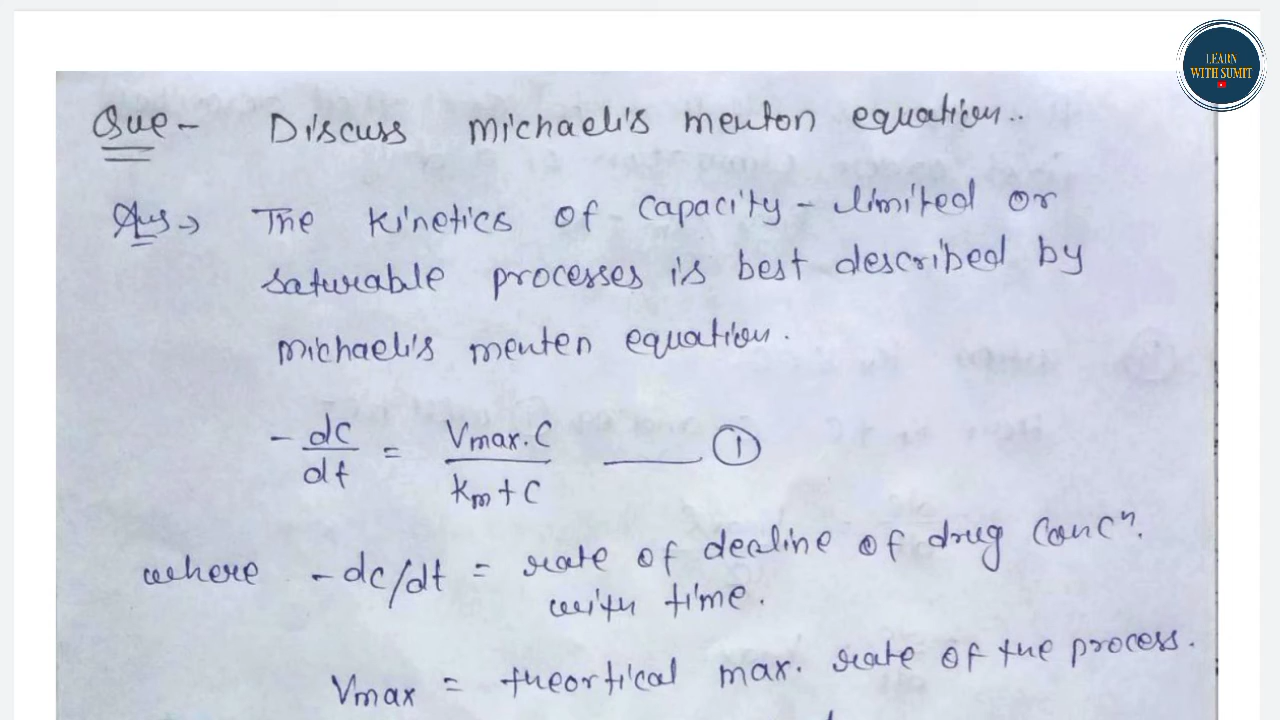 LEARN
WITH SUMIT
Que- Discuss michaeli's menton equation..
Ans→ The kinetics of capacity-limited or
saturable processes is best described by
michaeli's menten equation.
- dc/dt = Vmax.C / km+C —— ①
where -dc/dt = rate of decline of drug concⁿ.
with time.
Vmax = theortical max. rate of the process.